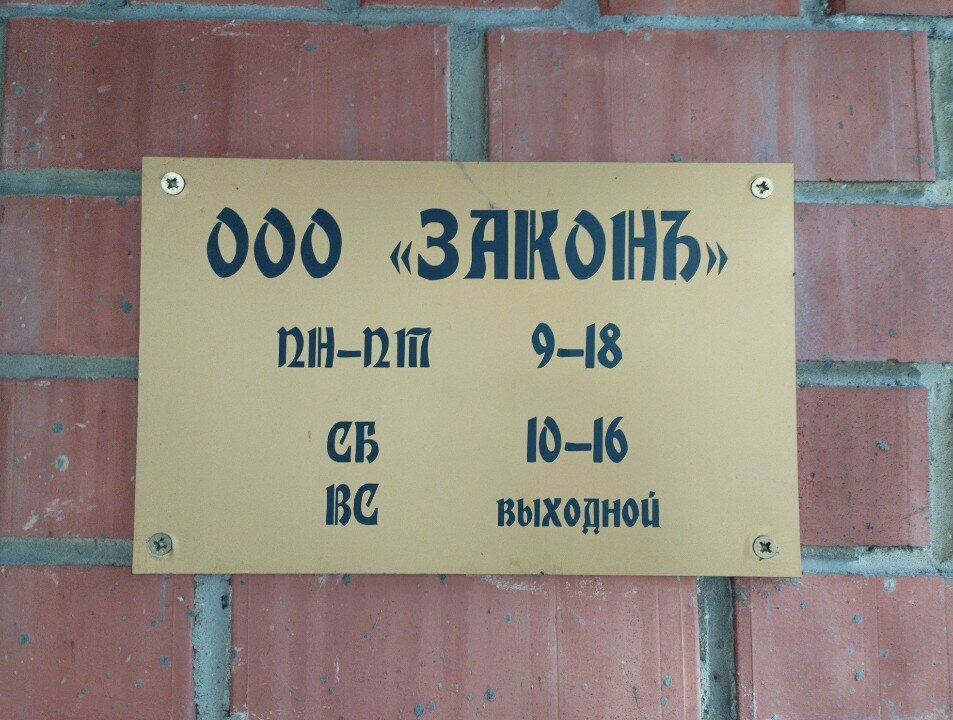 ООО «ЗАКОНЪ»
ПН–ПТ 9–18
СБ 10–16
ВС ВЫХОДНОЙ